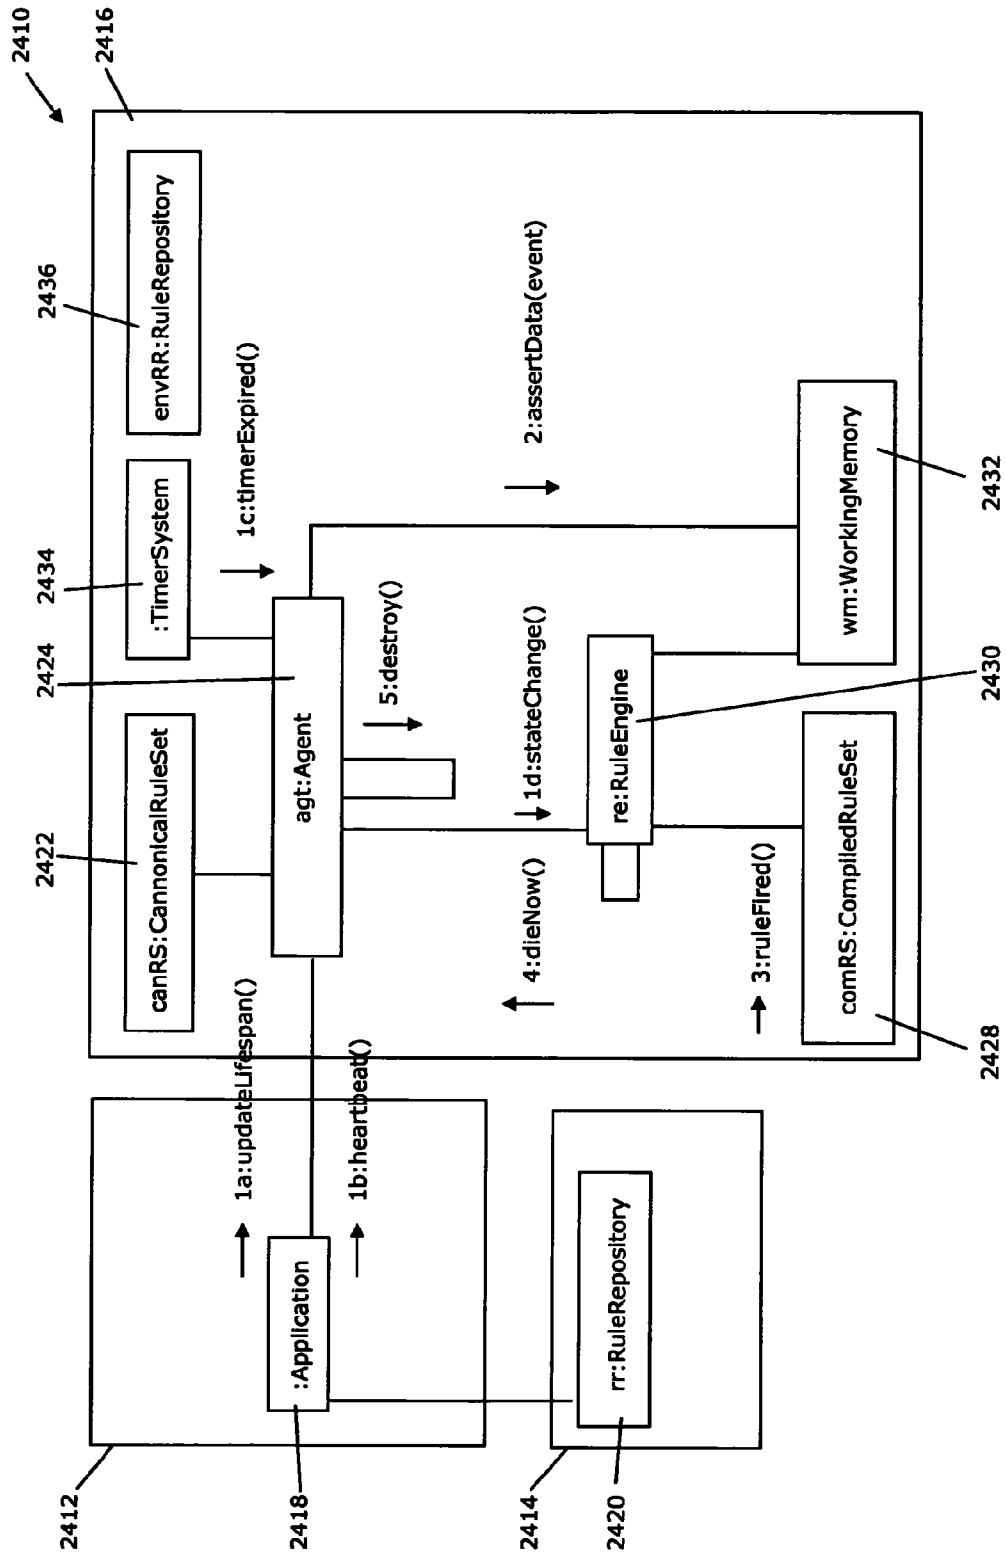 2410
2416
2436
envRR:RuleRepository
2434
:TimerSystem
1c:timerExpired()
2424
2422
canRS:CannonicalRuleSet
agt:Agent
5:destroy()
2:assertData(event)
1d:stateChange()
4:dieNow()
re:RuleEngine
2430
wm:WorkingMemory
2432
3:ruleFired()
comRS:CompiledRuleSet
2428
1a:updateLifespan()
1b:heartbeat()
:Application
2412
2418
rr:RuleRepository
2414
2420